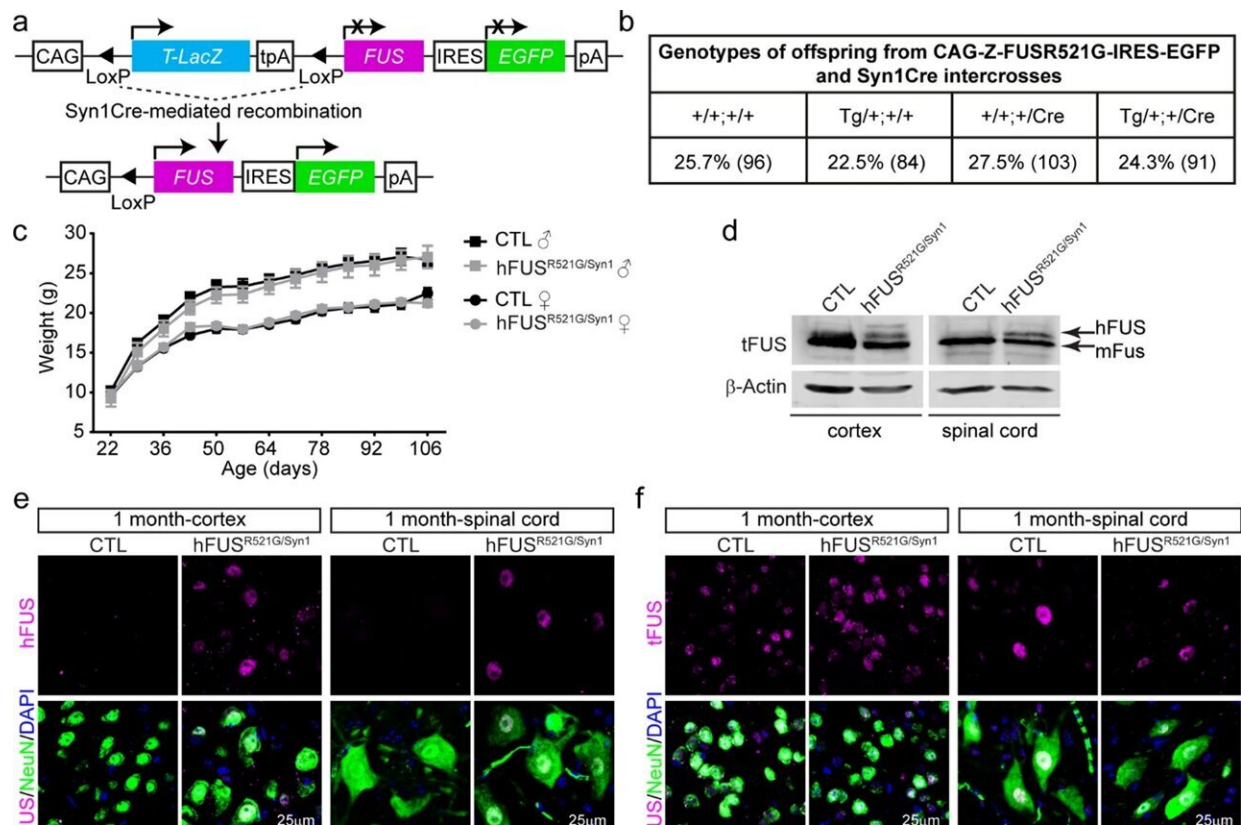 a
CAG
T-LacZ
tpA
FUS
IRES
EGFP
pA
LoxP
LoxP
Syn1Cre-mediated recombination
CAG
FUS
IRES
EGFP
pA
LoxP
b
Genotypes of offspring from CAG-Z-FUSR521G-IRES-EGFP
and Syn1Cre intercrosses
+/+;+/+ Tg/+;+/+ +/+;+/Cre Tg/+;+/Cre
25.7% (96) 22.5% (84) 27.5% (103) 24.3% (91)
c
Weight (g)
30
25
20
15
10
5
22 36 50 64 78 92 106
Age (days)
CTL ♂
hFUSR521G/Syn1 ♂
CTL ♀
hFUSR521G/Syn1 ♀
d
CTL hFUSR521G/Syn1 CTL hFUSR521G/Syn1
tFUS
hFUS
mFus
β-Actin
cortex spinal cord
e
1 month-cortex 1 month-spinal cord
CTL hFUSR521G/Syn1 CTL hFUSR521G/Syn1
hFUS
US/NeuN/DAPI
25μm 25μm
f
1 month-cortex 1 month-spinal cord
CTL hFUSR521G/Syn1 CTL hFUSR521G/Syn1
tFUS
US/NeuN/DAPI
25μm 25μm